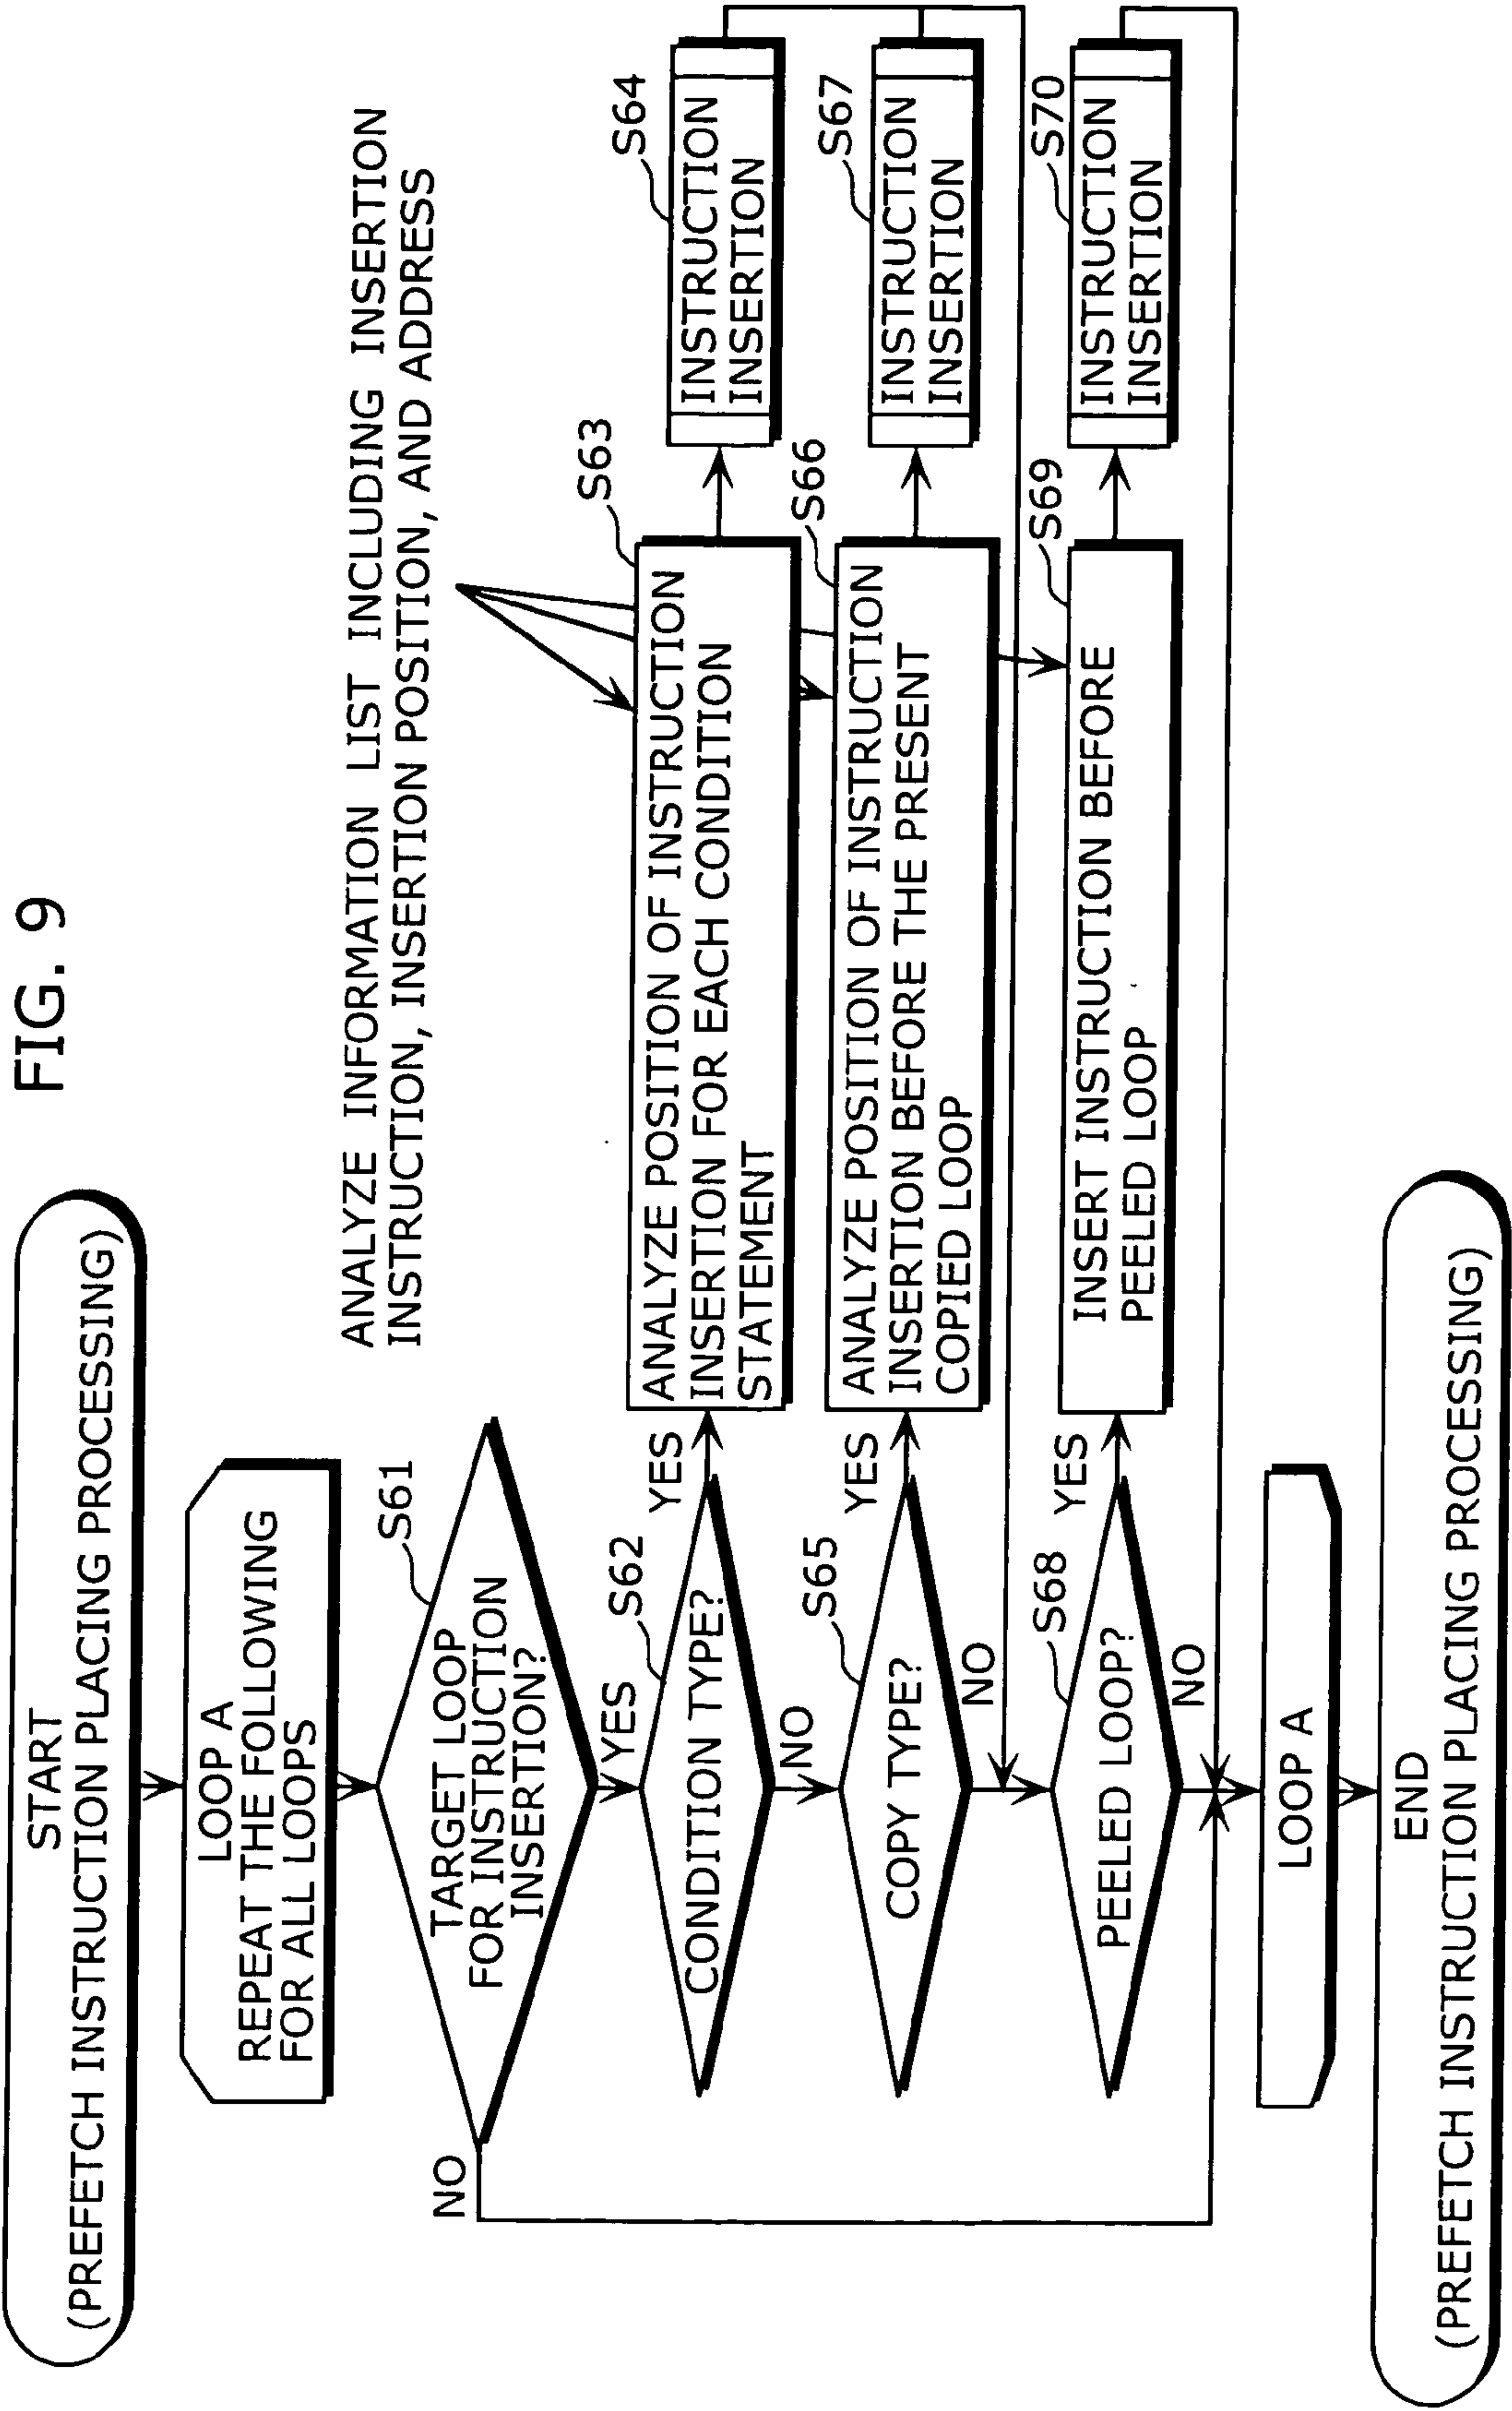 FIG. 9
START
(PREFETCH INSTRUCTION PLACING PROCESSING)
LOOP A
REPEAT THE FOLLOWING
FOR ALL LOOPS
ANALYZE INFORMATION LIST INCLUDING INSERTION
INSTRUCTION, INSERTION POSITION, AND ADDRESS
S61
TARGET LOOP
FOR INSTRUCTION
INSERTION?
NO
YES
S62
CONDITION TYPE?
YES
NO
S63
ANALYZE POSITION OF INSTRUCTION
INSERTION FOR EACH CONDITION
STATEMENT
S64
INSTRUCTION
INSERTION
S65
COPY TYPE?
YES
NO
S66
ANALYZE POSITION OF INSTRUCTION
INSERTION BEFORE THE PRESENT
COPIED LOOP
S67
INSTRUCTION
INSERTION
S68
PEELED LOOP?
YES
NO
S69
INSERT INSTRUCTION BEFORE
PEELED LOOP
S70
INSTRUCTION
INSERTION
LOOP A
END
(PREFETCH INSTRUCTION PLACING PROCESSING)